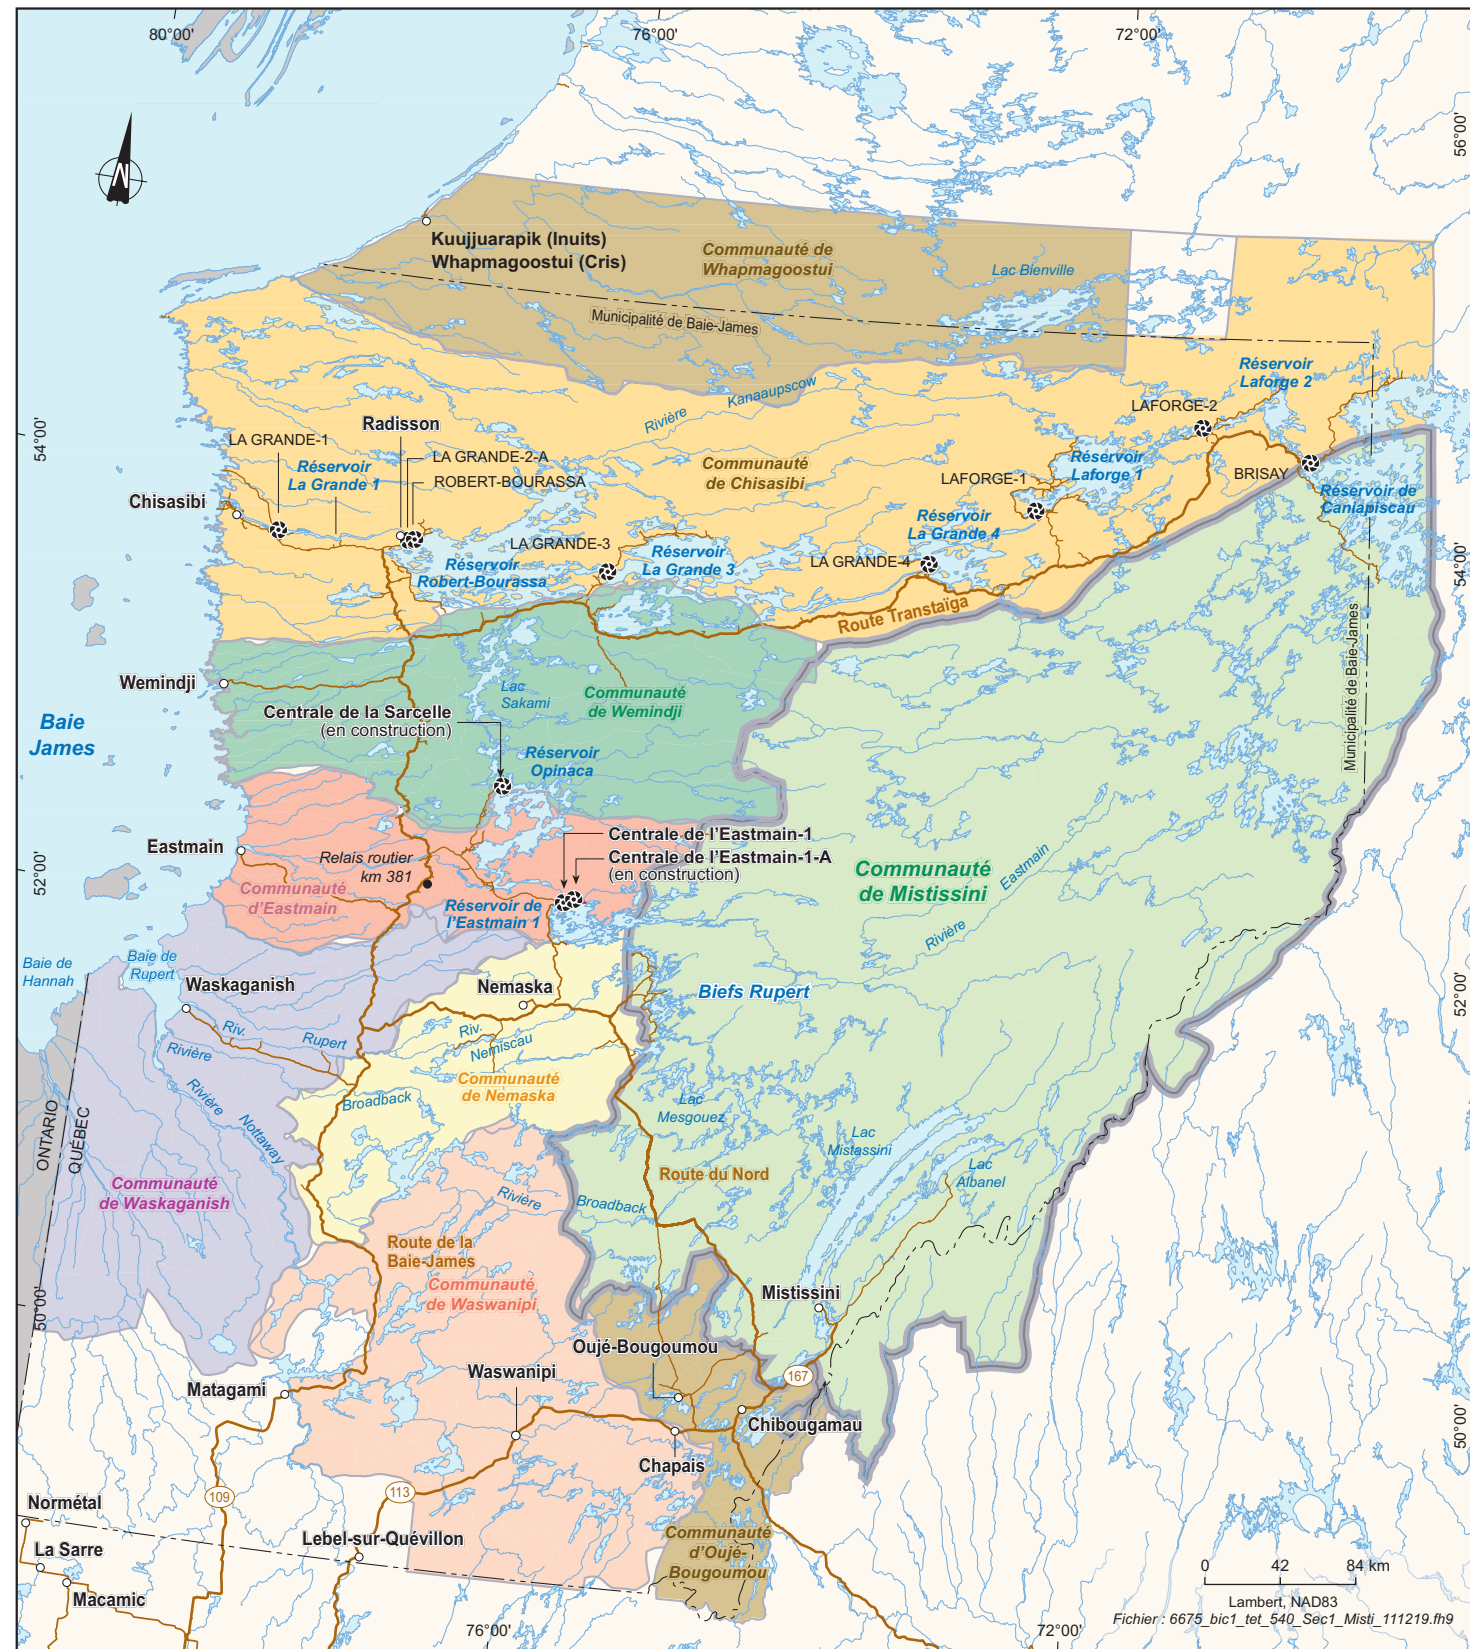 80°00'
76°00'
72°00'
56°00'
N
Kuujjuarapik (Inuits)
Whapmagoostui (Cris)
Communauté de
Whapmagoostui
Lac Bienville
Municipalité de Baie-James
Réservoir
Laforge 2
Rivière Kanaaupscow
LAFORGE-2
54°00'
Radisson
LA GRANDE-1
Réservoir
La Grande 1
LA GRANDE-2-A
ROBERT-BOURASSA
Communauté
de Chisasibi
Réservoir
Laforge 1
LAFORGE-1
BRISAY
Réservoir de
Caniapiscau
Chisasibi
Réservoir
La Grande 4
LA GRANDE-3
Réservoir
La Grande 3
Réservoir
Robert-Bourassa
LA GRANDE-4
54°00'
Route Transtaïga
Municipalité de Baie-James
Wemindji
Lac
Sakami
Communauté
de Wemindji
Centrale de la Sarcelle
(en construction)
Baie
James
Réservoir
Opinaca
Centrale de l'Eastmain-1
Centrale de l'Eastmain-1-A
(en construction)
Eastmain
Relais routier
km 381
52°00'
Communauté
d'Eastmain
Réservoir de
l'Eastmain 1
Communauté
de Mistissini
Rivière Eastmain
Baie de
Hannah
Baie de
Rupert
Waskaganish
Nemaska
Biefs Rupert
52°00'
Riv. Rupert
Rivière
Broadback
Riv.
Nemiscau
Communauté
de Nemaska
Rivière Nottaway
Lac
Mesgouez
Lac
Mistassini
Lac
Albanel
ONTARIO
QUÉBEC
Communauté
de Waskaganish
Route du Nord
Rivière Broadback
Route de la
Baie-James
Communauté
de Waswanipi
50°00'
Mistissini
Oujé-Bougoumou
Waswanipi
167
Matagami
Chibougamau
50°00'
Chapais
109
113
Normétal
Lebel-sur-Quévillon
La Sarre
Macamic
Communauté
d'Oujé-
Bougoumou
0 42 84 km
Lambert, NAD83
Fichier : 6675_bic1_tet_540_Sec1_Misti_111219.fh9
76°00'
72°00'